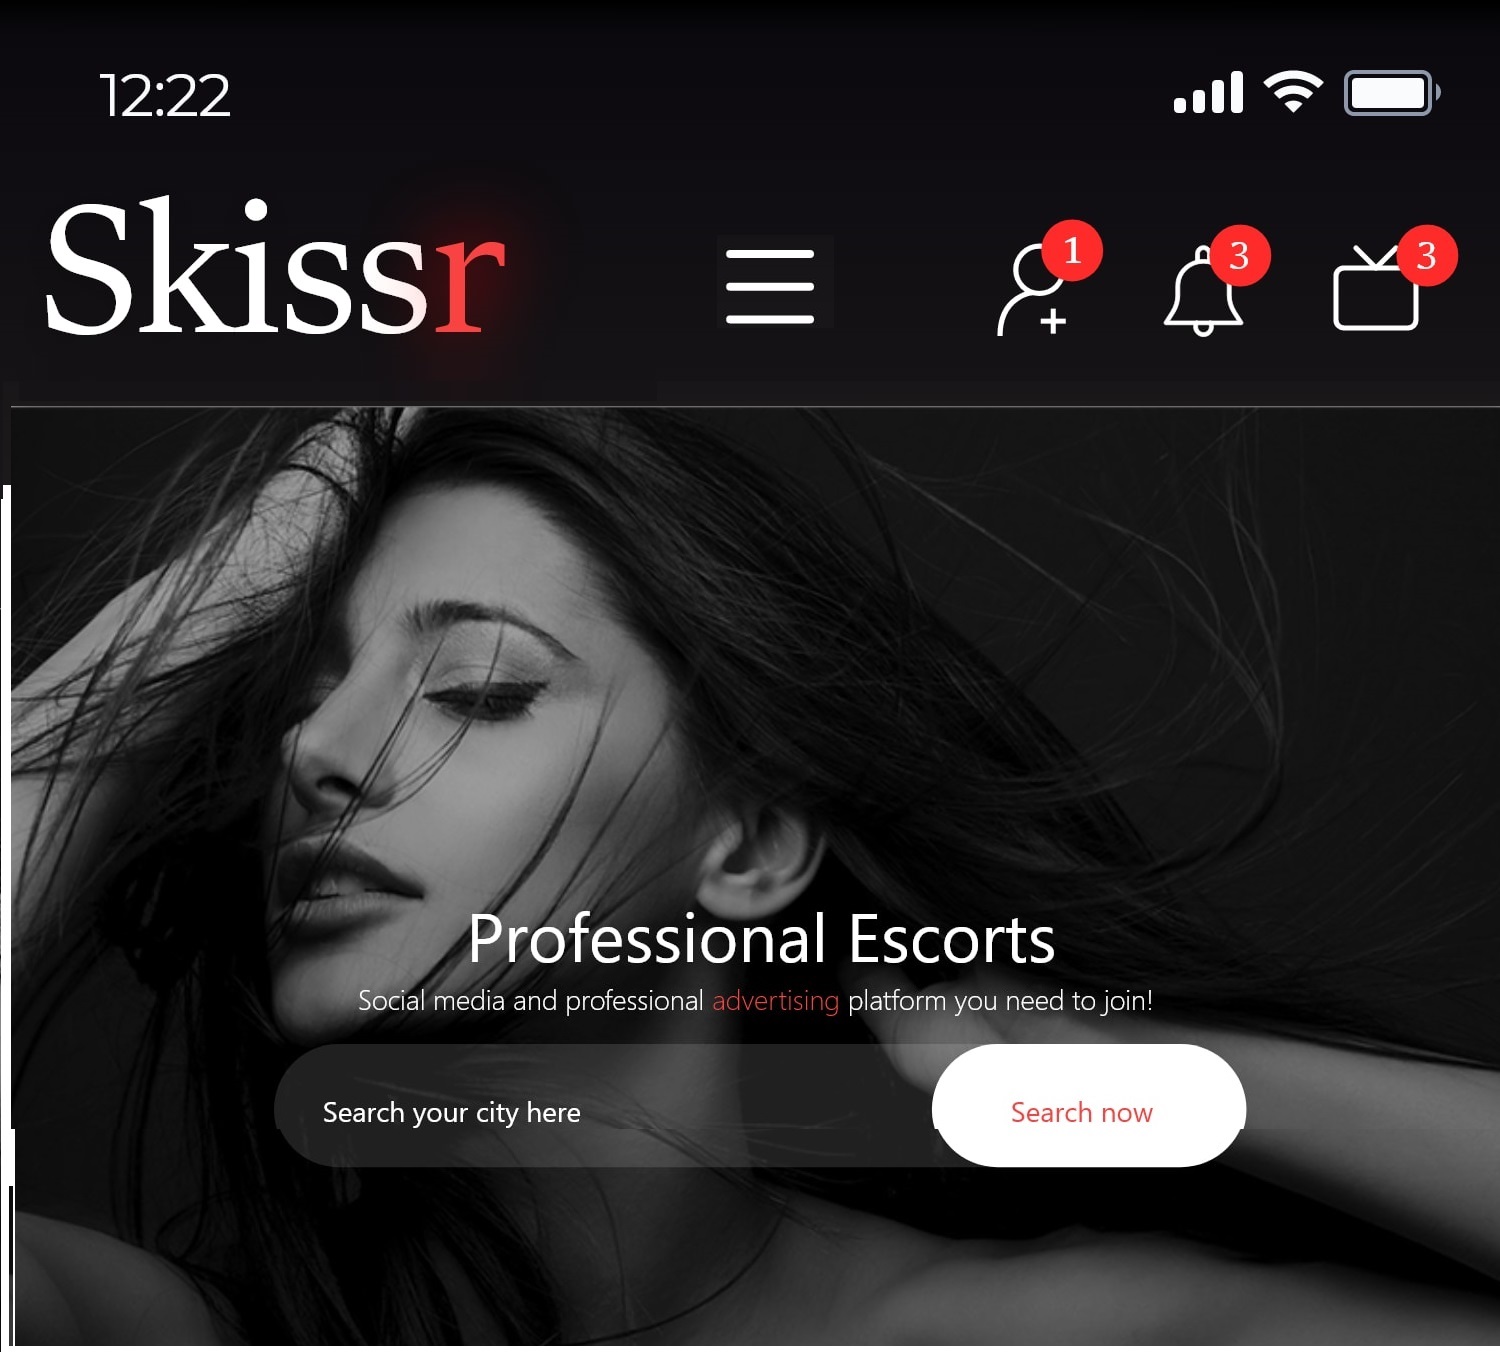 12:22
Skissr
1
3
3
Professional Escorts
Social media and professional advertising platform you need to join!
Search your city here
Search now